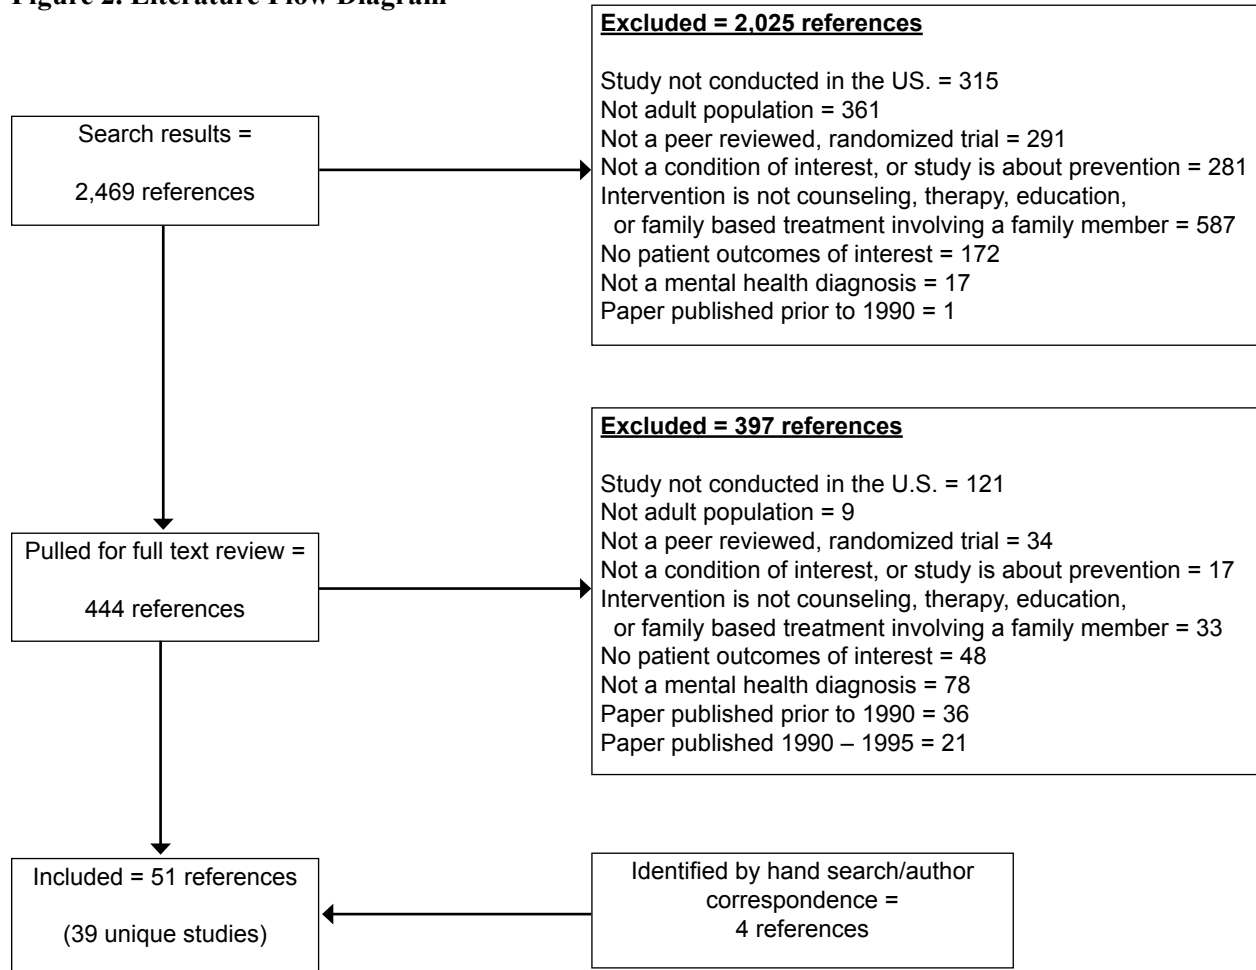 Figure 2. Literature Flow Diagram
Excluded = 2,025 references
Study not conducted in the US. = 315
Not adult population = 361
Not a peer reviewed, randomized trial = 291
Not a condition of interest, or study is about prevention = 281
Intervention is not counseling, therapy, education,
or family based treatment involving a family member = 587
No patient outcomes of interest = 172
Not a mental health diagnosis = 17
Paper published prior to 1990 = 1
Search results =
2,469 references
Excluded = 397 references
Study not conducted in the U.S. = 121
Not adult population = 9
Not a peer reviewed, randomized trial = 34
Not a condition of interest, or study is about prevention = 17
Intervention is not counseling, therapy, education,
or family based treatment involving a family member = 33
No patient outcomes of interest = 48
Not a mental health diagnosis = 78
Paper published prior to 1990 = 36
Paper published 1990 – 1995 = 21
Pulled for full text review =
444 references
Included = 51 references
(39 unique studies)
Identified by hand search/author
correspondence =
4 references